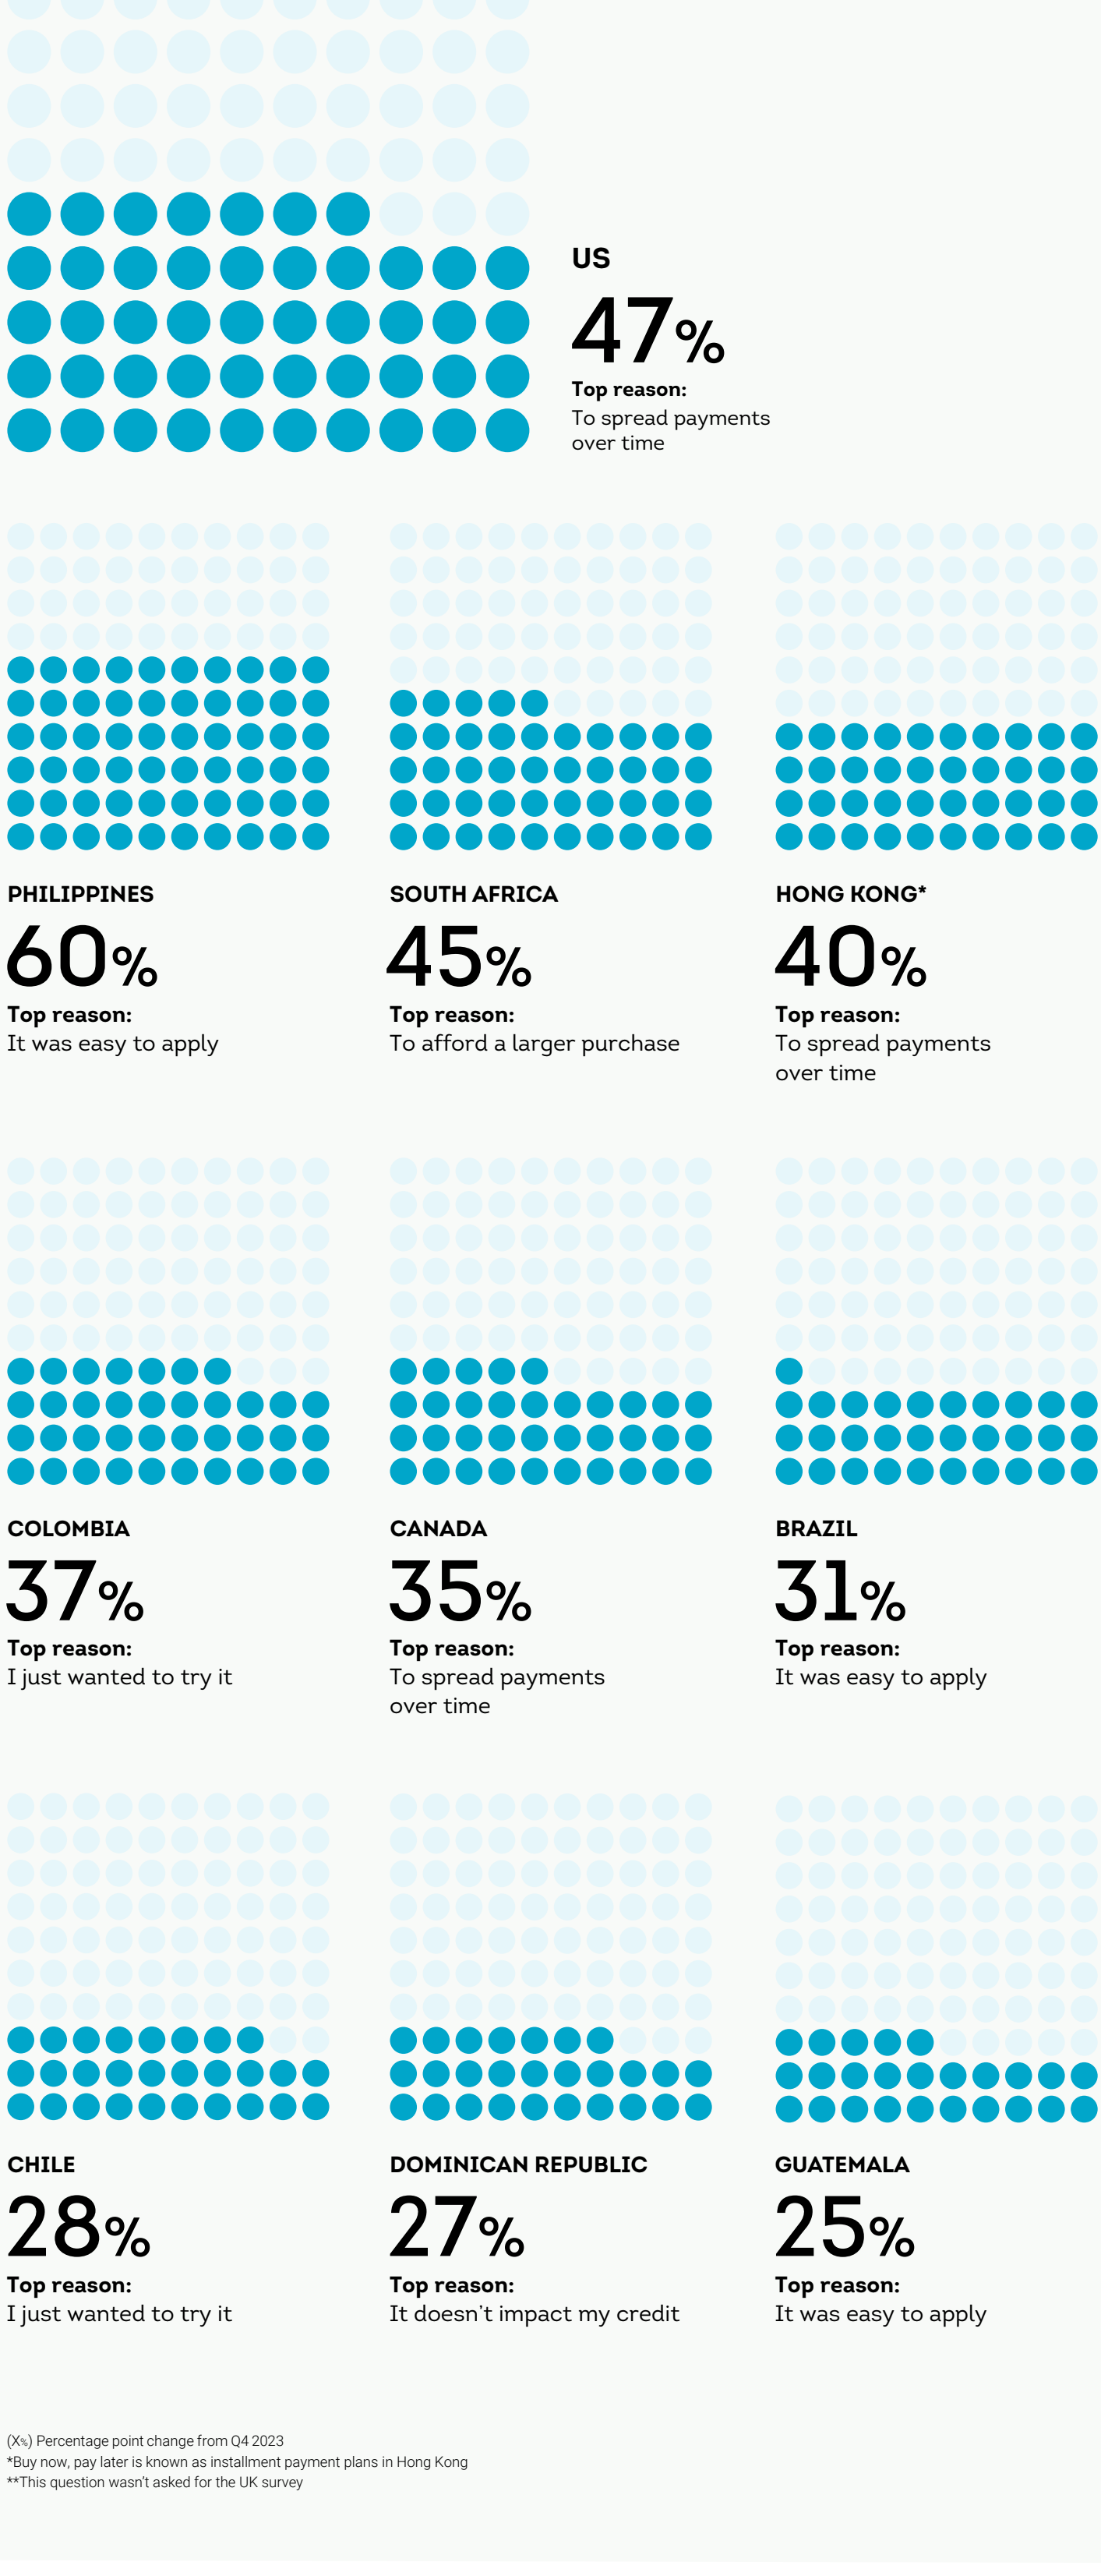 US
47%
Top reason:
To spread payments
over time
PHILIPPINES
60%
Top reason:
It was easy to apply
SOUTH AFRICA
45%
Top reason:
To afford a larger purchase
HONG KONG*
40%
Top reason:
To spread payments
over time
COLOMBIA
37%
Top reason:
I just wanted to try it
CANADA
35%
Top reason:
To spread payments
over time
BRAZIL
31%
Top reason:
It was easy to apply
CHILE
28%
Top reason:
I just wanted to try it
DOMINICAN REPUBLIC
27%
Top reason:
It doesn’t impact my credit
GUATEMALA
25%
Top reason:
It was easy to apply
(X%) Percentage point change from Q4 2023
*Buy now, pay later is known as installment payment plans in Hong Kong
**This question wasn’t asked for the UK survey